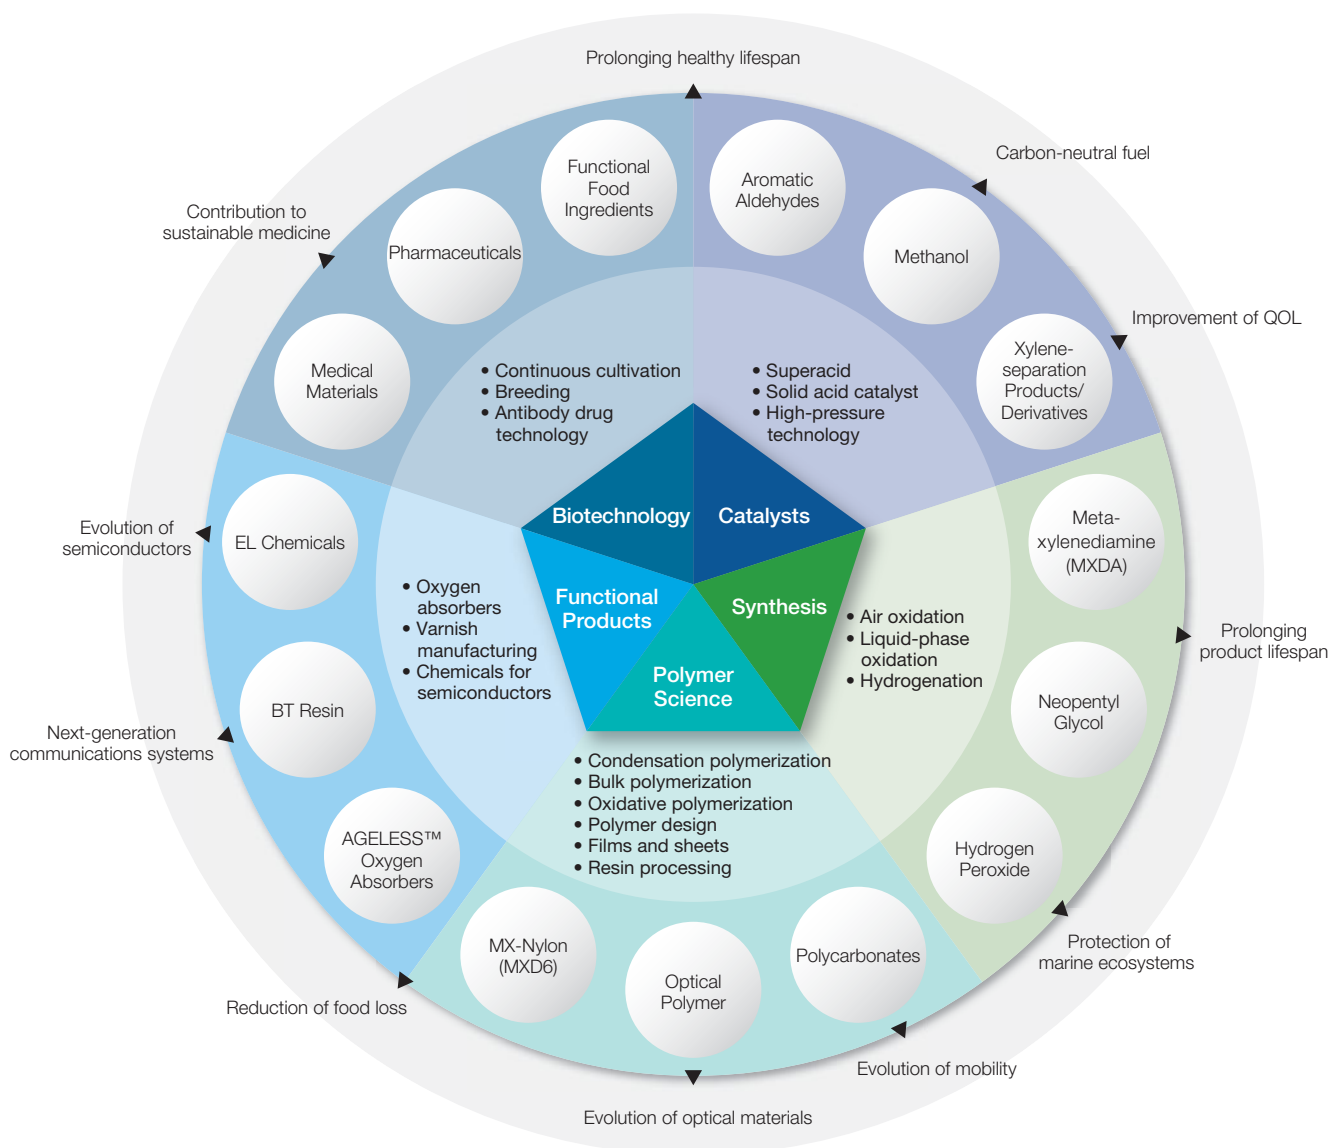 Prolonging healthy lifespan
Carbon-neutral fuel
Improvement of QOL
Prolonging
product lifespan
Protection of
marine ecosystems
Evolution of mobility
Evolution of optical materials
Reduction of food loss
Next-generation
communications systems
Evolution of
semiconductors
Contribution to
sustainable medicine
Functional
Food
Ingredients
Pharmaceuticals
Medical
Materials
Aromatic
Aldehydes
Methanol
Xylene-
separation
Products/
Derivatives
Meta-
xylenediamine
(MXDA)
Neopentyl
Glycol
Hydrogen
Peroxide
Polycarbonates
Optical
Polymer
MX-Nylon
(MXD6)
AGELESS™
Oxygen
Absorbers
BT Resin
EL Chemicals
• Continuous cultivation
• Breeding
• Antibody drug
technology
• Superacid
• Solid acid catalyst
• High-pressure
technology
• Air oxidation
• Liquid-phase
oxidation
• Hydrogenation
• Condensation polymerization
• Bulk polymerization
• Oxidative polymerization
• Polymer design
• Films and sheets
• Resin processing
• Oxygen
absorbers
• Varnish
manufacturing
• Chemicals for
semiconductors
Biotechnology
Catalysts
Synthesis
Polymer
Science
Functional
Products